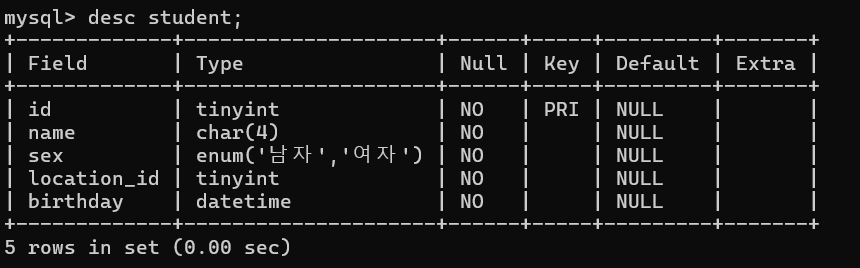 mysql> desc student;
+-------------+----------------------+------+-----+---------+-------+
| Field       | Type                 | Null | Key | Default | Extra |
+-------------+----------------------+------+-----+---------+-------+
| id          | tinyint              | NO   | PRI | NULL    |       |
| name        | char(4)              | NO   |     | NULL    |       |
| sex         | enum('남자','여자')  | NO   |     | NULL    |       |
| location_id | tinyint              | NO   |     | NULL    |       |
| birthday    | datetime             | NO   |     | NULL    |       |
+-------------+----------------------+------+-----+---------+-------+
5 rows in set (0.00 sec)